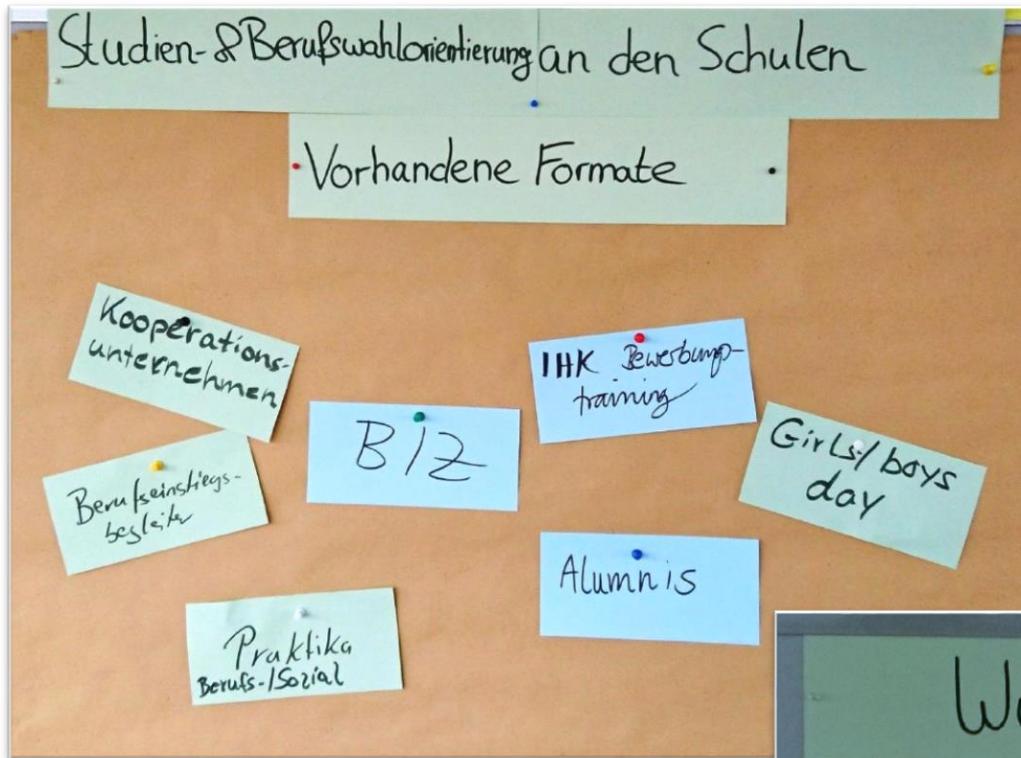 Studien- & Berufswahlorientierung an den Schulen
Vorhandene Formate
Kooperations-
unternehmen
IHK Bewerbungs-
training
BIZ
Girls/boys
day
Berufseinstiegs-
begleiter
Alumnis
Praktika
Berufs-/Sozial